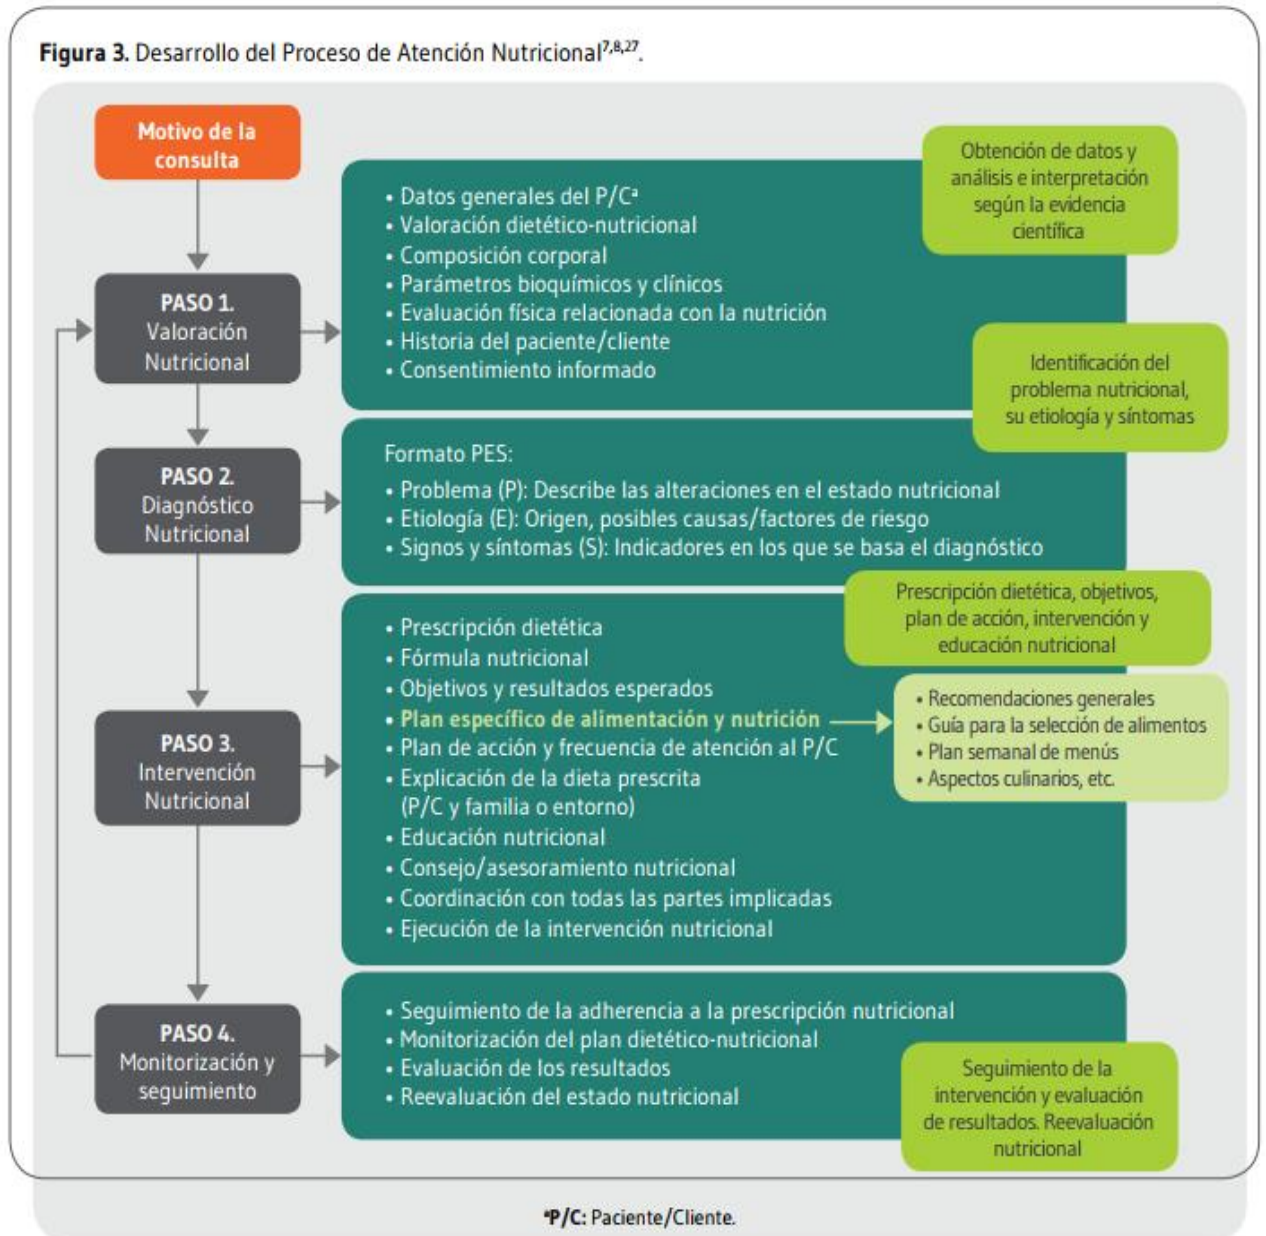 Figura 3. Desarrollo del Proceso de Atención Nutricional7,8,27.
Motivo de la
consulta
Obtención de datos y
análisis e interpretación
según la evidencia
científica
PASO 1.
Valoración
Nutricional
• Datos generales del P/Cª
• Valoración dietético-nutricional
• Composición corporal
• Parámetros bioquímicos y clínicos
• Evaluación física relacionada con la nutrición
• Historia del paciente/cliente
• Consentimiento informado
Identificación del
problema nutricional,
su etiología y síntomas
PASO 2.
Diagnóstico
Nutricional
Formato PES:
• Problema (P): Describe las alteraciones en el estado nutricional
• Etiología (E): Origen, posibles causas/factores de riesgo
• Signos y síntomas (S): Indicadores en los que se basa el diagnóstico
Prescripción dietética, objetivos,
plan de acción, intervención y
educación nutricional
PASO 3.
Intervención
Nutricional
• Prescripción dietética
• Fórmula nutricional
• Objetivos y resultados esperados
• Plan específico de alimentación y nutrición
• Plan de acción y frecuencia de atención al P/C
• Explicación de la dieta prescrita
(P/C y familia o entorno)
• Educación nutricional
• Consejo/asesoramiento nutricional
• Coordinación con todas las partes implicadas
• Ejecución de la intervención nutricional
• Recomendaciones generales
• Guía para la selección de alimentos
• Plan semanal de menús
• Aspectos culinarios, etc.
PASO 4.
Monitorización y
seguimiento
• Seguimiento de la adherencia a la prescripción nutricional
• Monitorización del plan dietético-nutricional
• Evaluación de los resultados
• Reevaluación del estado nutricional
Seguimiento de la
intervención y evaluación
de resultados. Reevaluación
nutricional
ªP/C: Paciente/Cliente.